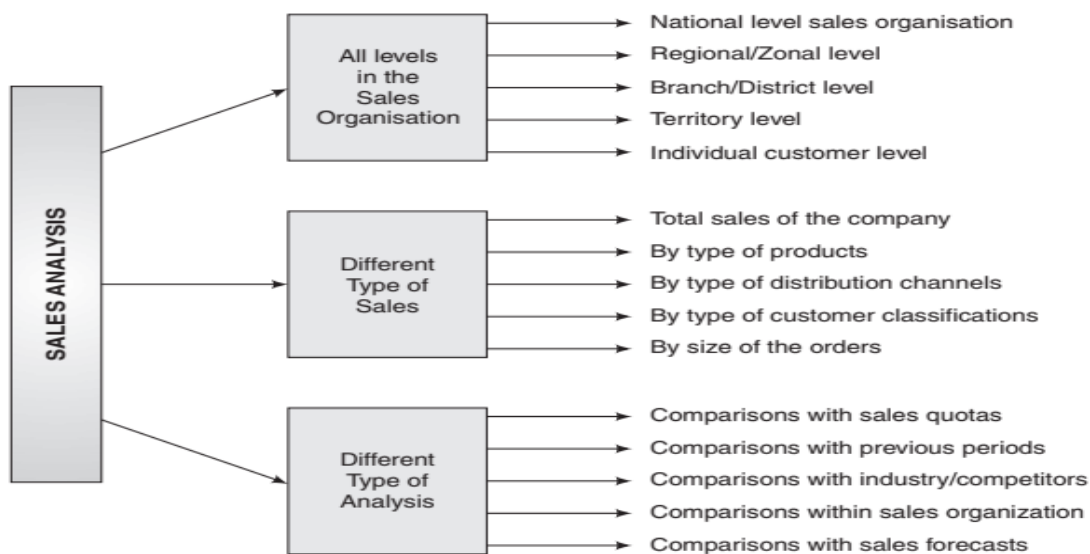 SALES ANALYSIS
All levels
in the
Sales
Organisation
National level sales organisation
Regional/Zonal level
Branch/District level
Territory level
Individual customer level
Different
Type of
Sales
Total sales of the company
By type of products
By type of distribution channels
By type of customer classifications
By size of the orders
Different
Type of
Analysis
Comparisons with sales quotas
Comparisons with previous periods
Comparisons with industry/competitors
Comparisons within sales organization
Comparisons with sales forecasts